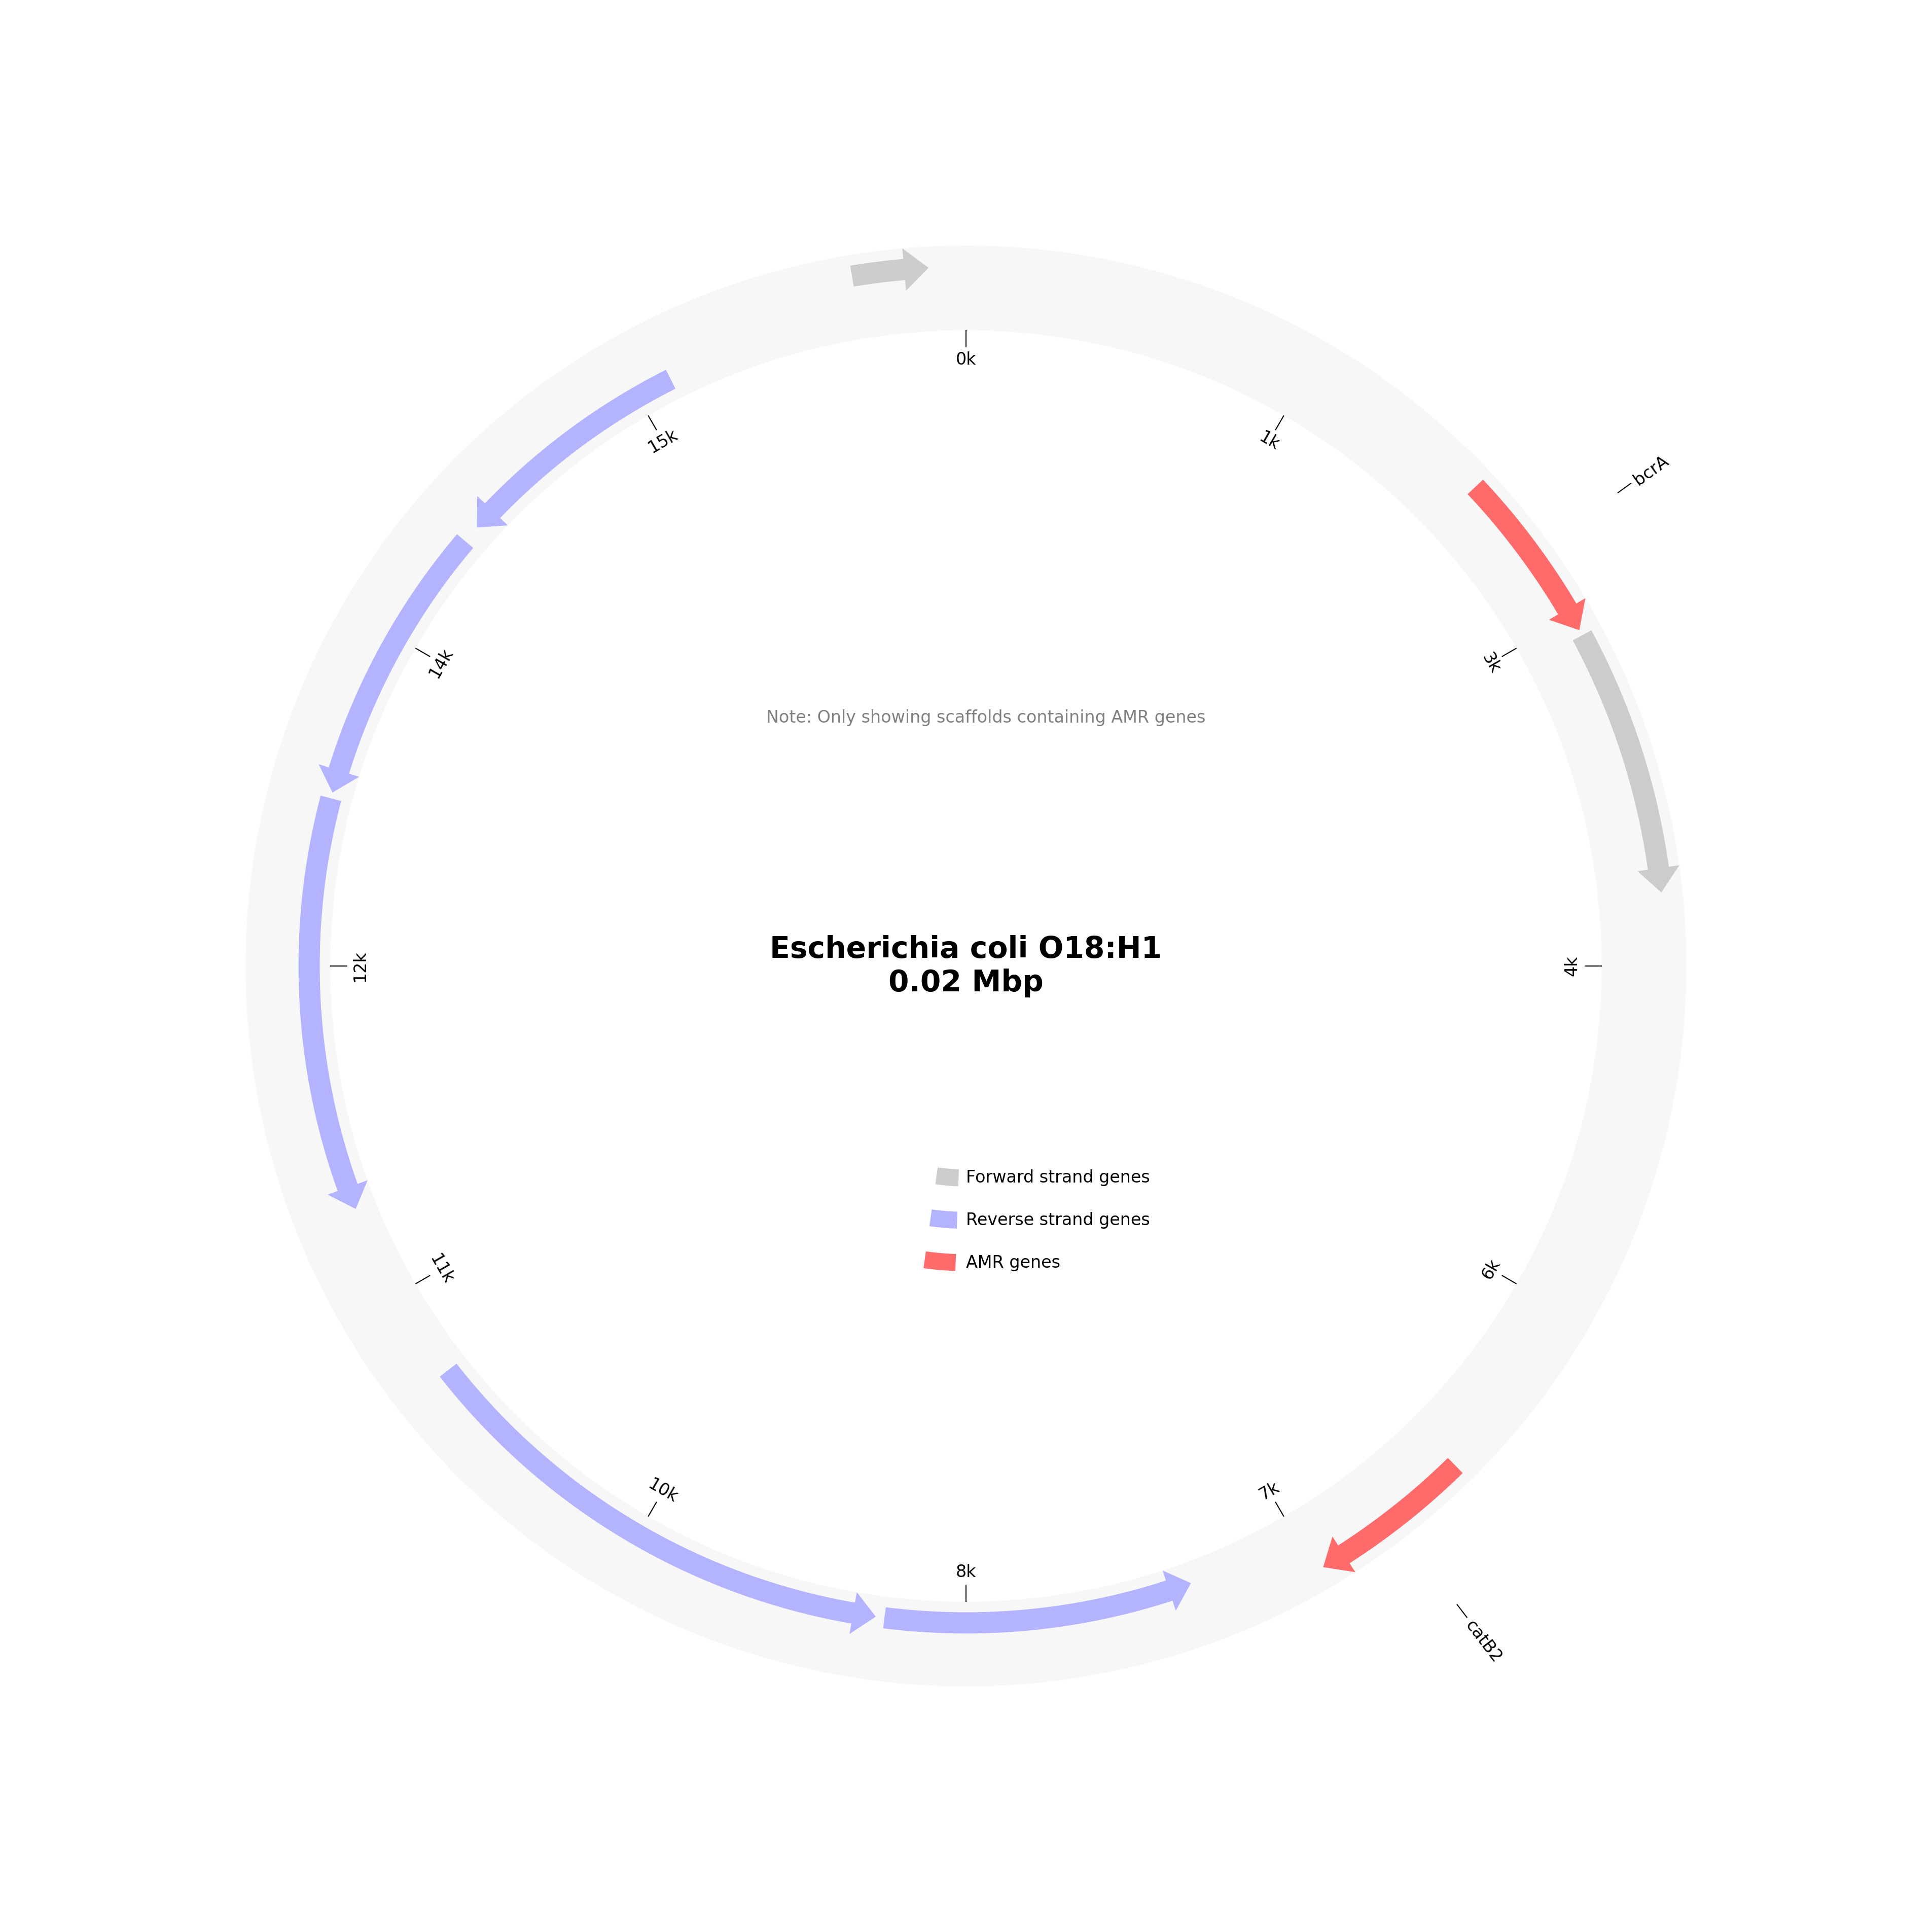 0k
1k
15k
bcrA
3k
14k
Note: Only showing scaffolds containing AMR genes
Escherichia coli O18:H1
0.02 Mbp
4k
12k
Forward strand genes
Reverse strand genes
AMR genes
6k
11k
7k
10k
8k
catB2